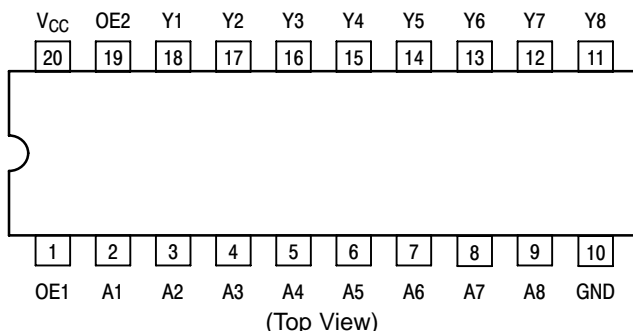 VCC OE2 Y1 Y2 Y3 Y4 Y5 Y6 Y7 Y8
20 19 18 17 16 15 14 13 12 11
1 2 3 4 5 6 7 8 9 10
OE1 A1 A2 A3 A4 A5 A6 A7 A8 GND
(Top View)